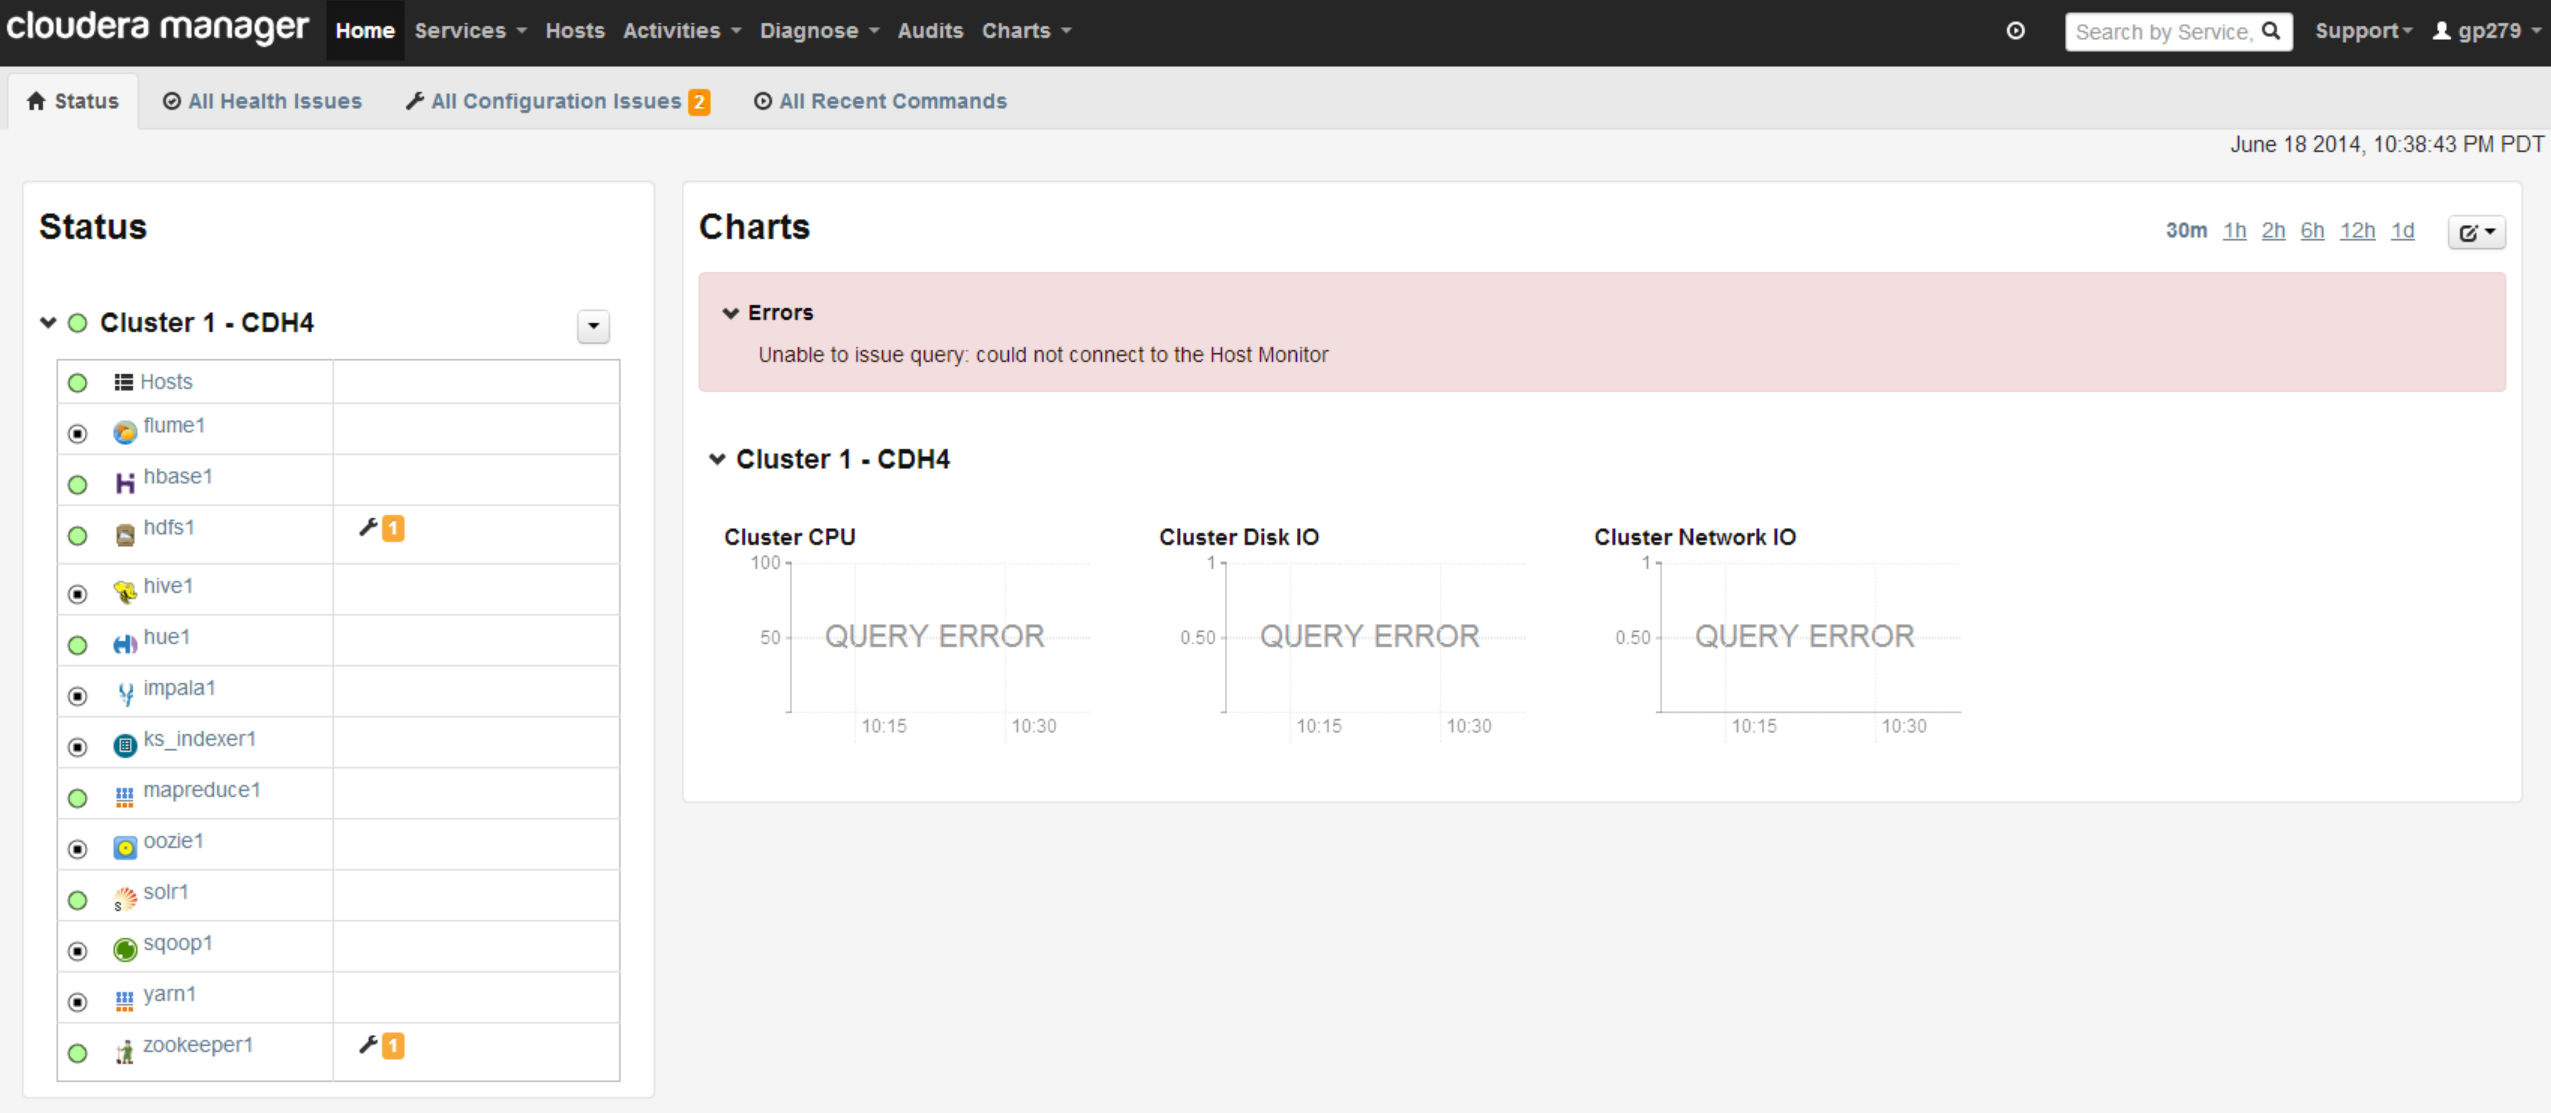 cloudera manager Home Services Hosts Activities Diagnose Audits Charts Search by Service, Support gp279
Status All Health Issues All Configuration Issues 2 All Recent Commands
June 18 2014, 10:38:43 PM PDT
Status
Cluster 1 - CDH4
Hosts
flume1
hbase1
hdfs1 1
hive1
hue1
impala1
ks_indexer1
mapreduce1
oozie1
solr1
sqoop1
yarn1
zookeeper1 1
Charts 30m 1h 2h 6h 12h 1d
Errors
Unable to issue query: could not connect to the Host Monitor
Cluster 1 - CDH4
Cluster CPU
100
50 QUERY ERROR
10:15 10:30
Cluster Disk IO
1
0.50 QUERY ERROR
10:15 10:30
Cluster Network IO
1
0.50 QUERY ERROR
10:15 10:30